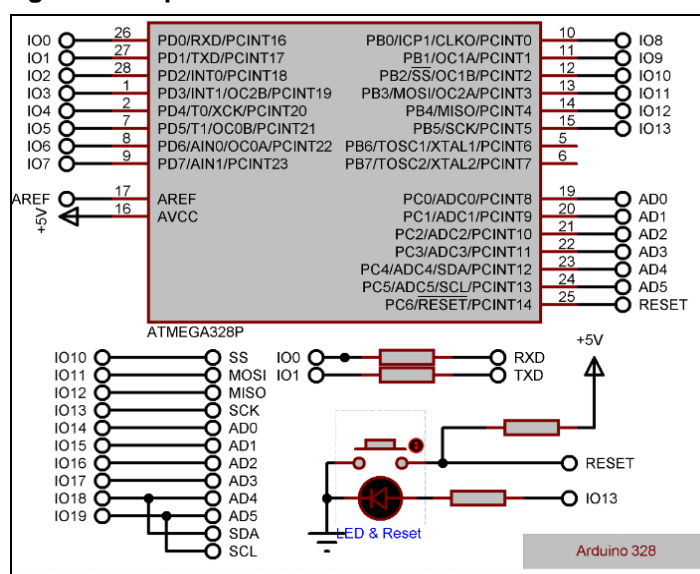 IO0 26 PD0/RXD/PCINT16 PB0/ICP1/CLKO/PCINT0 10 IO8
IO1 27 PD1/TXD/PCINT17 PB1/OC1A/PCINT1 11 IO9
IO2 28 PD2/INT0/PCINT18 PB2/SS/OC1B/PCINT2 12 IO10
IO3 1 PD3/INT1/OC2B/PCINT19 PB3/MOSI/OC2A/PCINT3 13 IO11
IO4 2 PD4/T0/XCK/PCINT20 PB4/MISO/PCINT4 14 IO12
IO5 7 PD5/T1/OC0B/PCINT21 PB5/SCK/PCINT5 15 IO13
IO6 8 PD6/AIN0/OC0A/PCINT22 PB6/TOSC1/XTAL1/PCINT6 5
IO7 9 PD7/AIN1/PCINT23 PB7/TOSC2/XTAL2/PCINT7 6
AREF 17 AREF PC0/ADC0/PCINT8 19 AD0
+5V 16 AVCC PC1/ADC1/PCINT9 20 AD1
PC2/ADC2/PCINT10 21 AD2
PC3/ADC3/PCINT11 22 AD3
PC4/ADC4/SDA/PCINT12 23 AD4
PC5/ADC5/SCL/PCINT13 24 AD5
PC6/RESET/PCINT14 25 RESET
ATMEGA328P
IO10 SS IO0 RXD
IO11 MOSI IO1 TXD
IO12 MISO
IO13 SCK
IO14 AD0
IO15 AD1
IO16 AD2
IO17 AD3
IO18 AD4
IO19 AD5
SDA
SCL
+5V
RESET
IO13
LED & Reset
Arduino 328